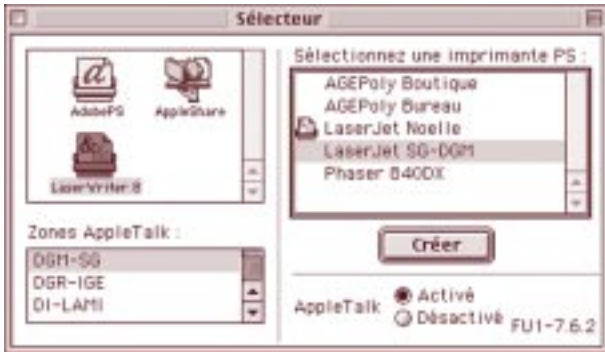 Sélecteur
AdobePS
AppleShare
LaserWriter 8
Zones AppleTalk :
DGM-SG
DGR-IGE
DI-LAMI
Sélectionnez une imprimante PS :
AGEPoly Boutique
AGEPoly Bureau
LaserJet Noelle
LaserJet SG-DGM
Phaser 840DX
Créer
AppleTalk
Activé
Désactivé
FU1-7.6.2